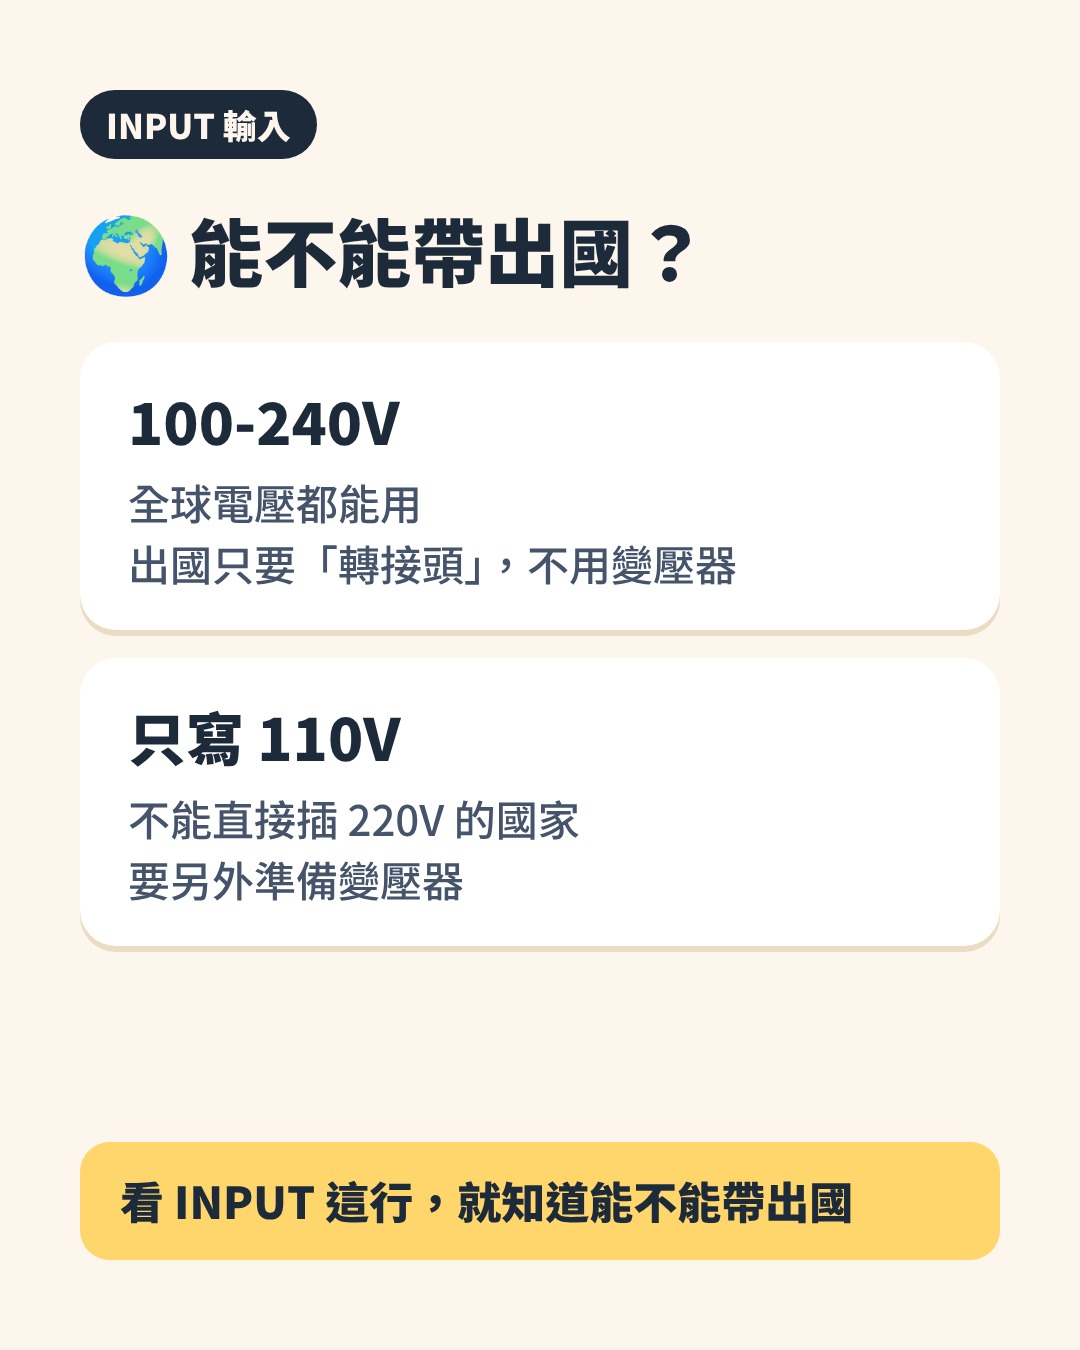 INPUT 輸入
能不能帶出國？
100-240V
全球電壓都能用
出國只要「轉接頭」，不用變壓器
只寫 110V
不能直接插 220V 的國家
要另外準備變壓器
看 INPUT 這行，就知道能不能帶出國